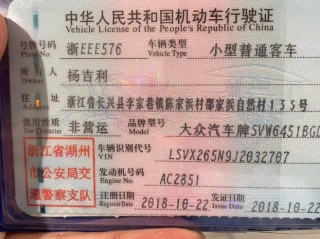 中华人民共和国机动车行驶证
Vehicle License of the People's Republic of China
号牌号码 浙EEE576 车辆类型 小型普通客车
Plate No. Vehicle Type
所有人 杨吉利
Owner
住址 浙江省长兴县李家巷镇陈家浜村郡家浜自然村135号
Address
使用性质 非营运 品牌型号 大众汽车牌SVW6451BGD
Use Character Model
浙江省湖州
市公安局交
通警察支队
车辆识别代号 LSVX265N9J2032707
VIN
发动机号码 AC2851
Engine No.
注册日期 2018-10-22 发证日期 2018-10-22
Register Date Issue Date